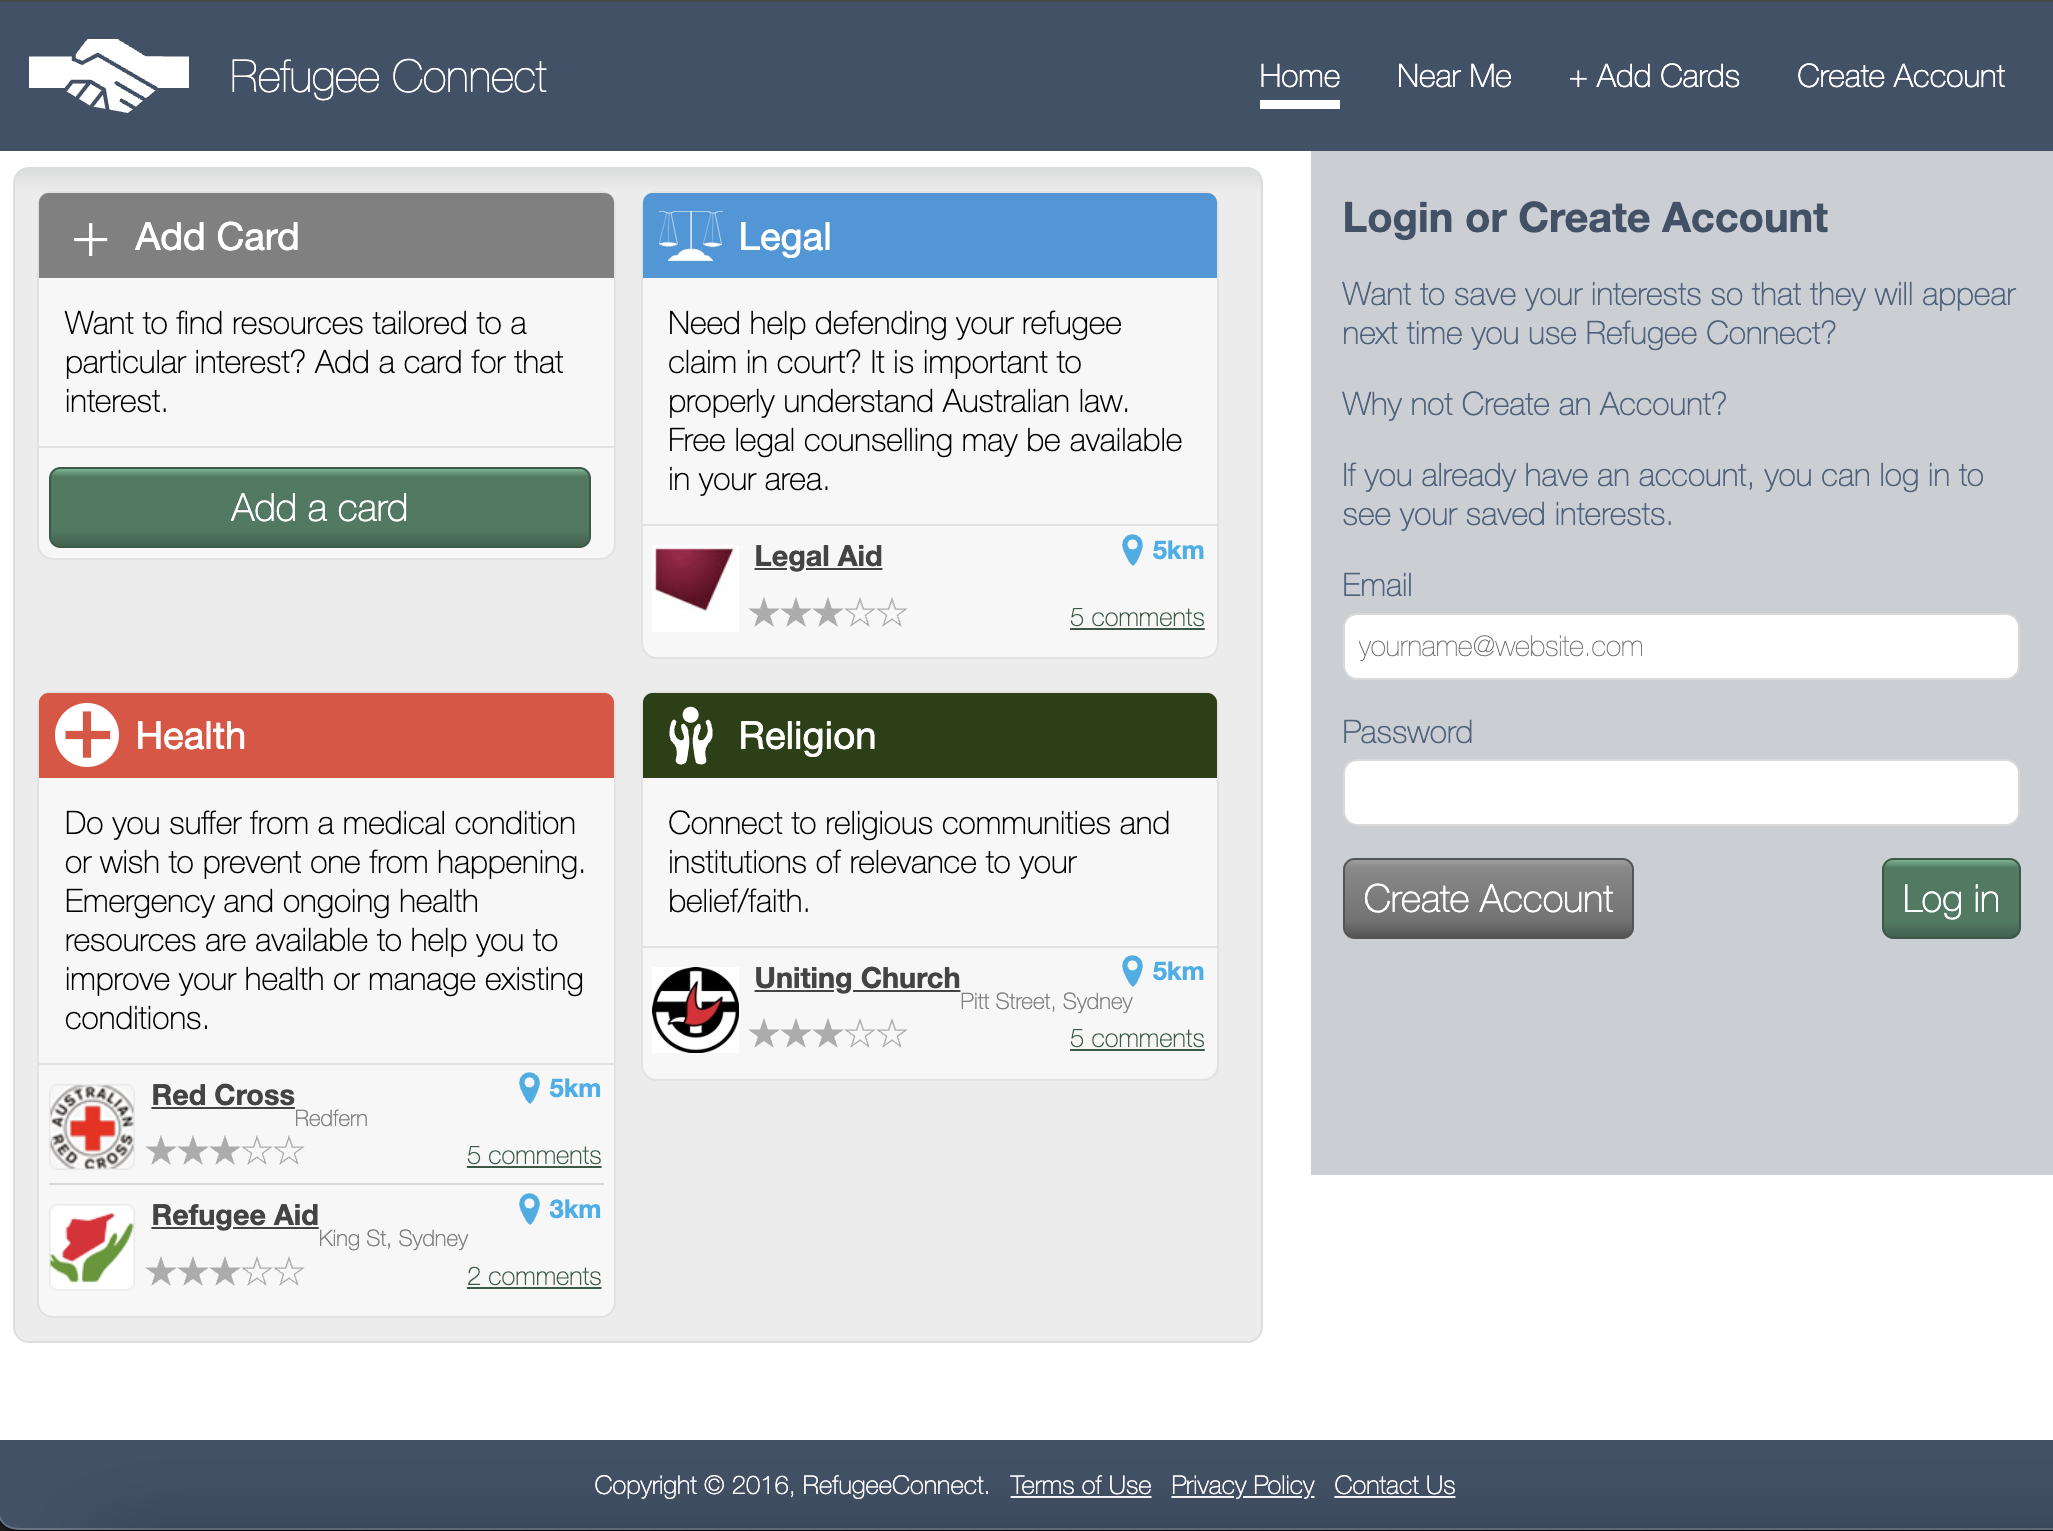 Refugee Connect
Home
Near Me
+ Add Cards
Create Account
Add Card
Want to find resources tailored to a
particular interest? Add a card for that
interest.
Add a card
Legal
Need help defending your refugee
claim in court? It is important to
properly understand Australian law.
Free legal counselling may be available
in your area.
Legal Aid
5km
★★★☆☆
5 comments
Health
Do you suffer from a medical condition
or wish to prevent one from happening.
Emergency and ongoing health
resources are available to help you to
improve your health or manage existing
conditions.
AUSTRALIAN
RED CROSS
Red Cross
Redfern
5km
★★★☆☆
5 comments
Refugee Aid
King St, Sydney
3km
★★★☆☆
2 comments
Religion
Connect to religious communities and
institutions of relevance to your
belief/faith.
Uniting Church
Pitt Street, Sydney
5km
★★★☆☆
5 comments
Login or Create Account
Want to save your interests so that they will appear
next time you use Refugee Connect?
Why not Create an Account?
If you already have an account, you can log in to
see your saved interests.
Email
yourname@website.com
Password
Create Account
Log in
Copyright © 2016, RefugeeConnect. Terms of Use Privacy Policy Contact Us